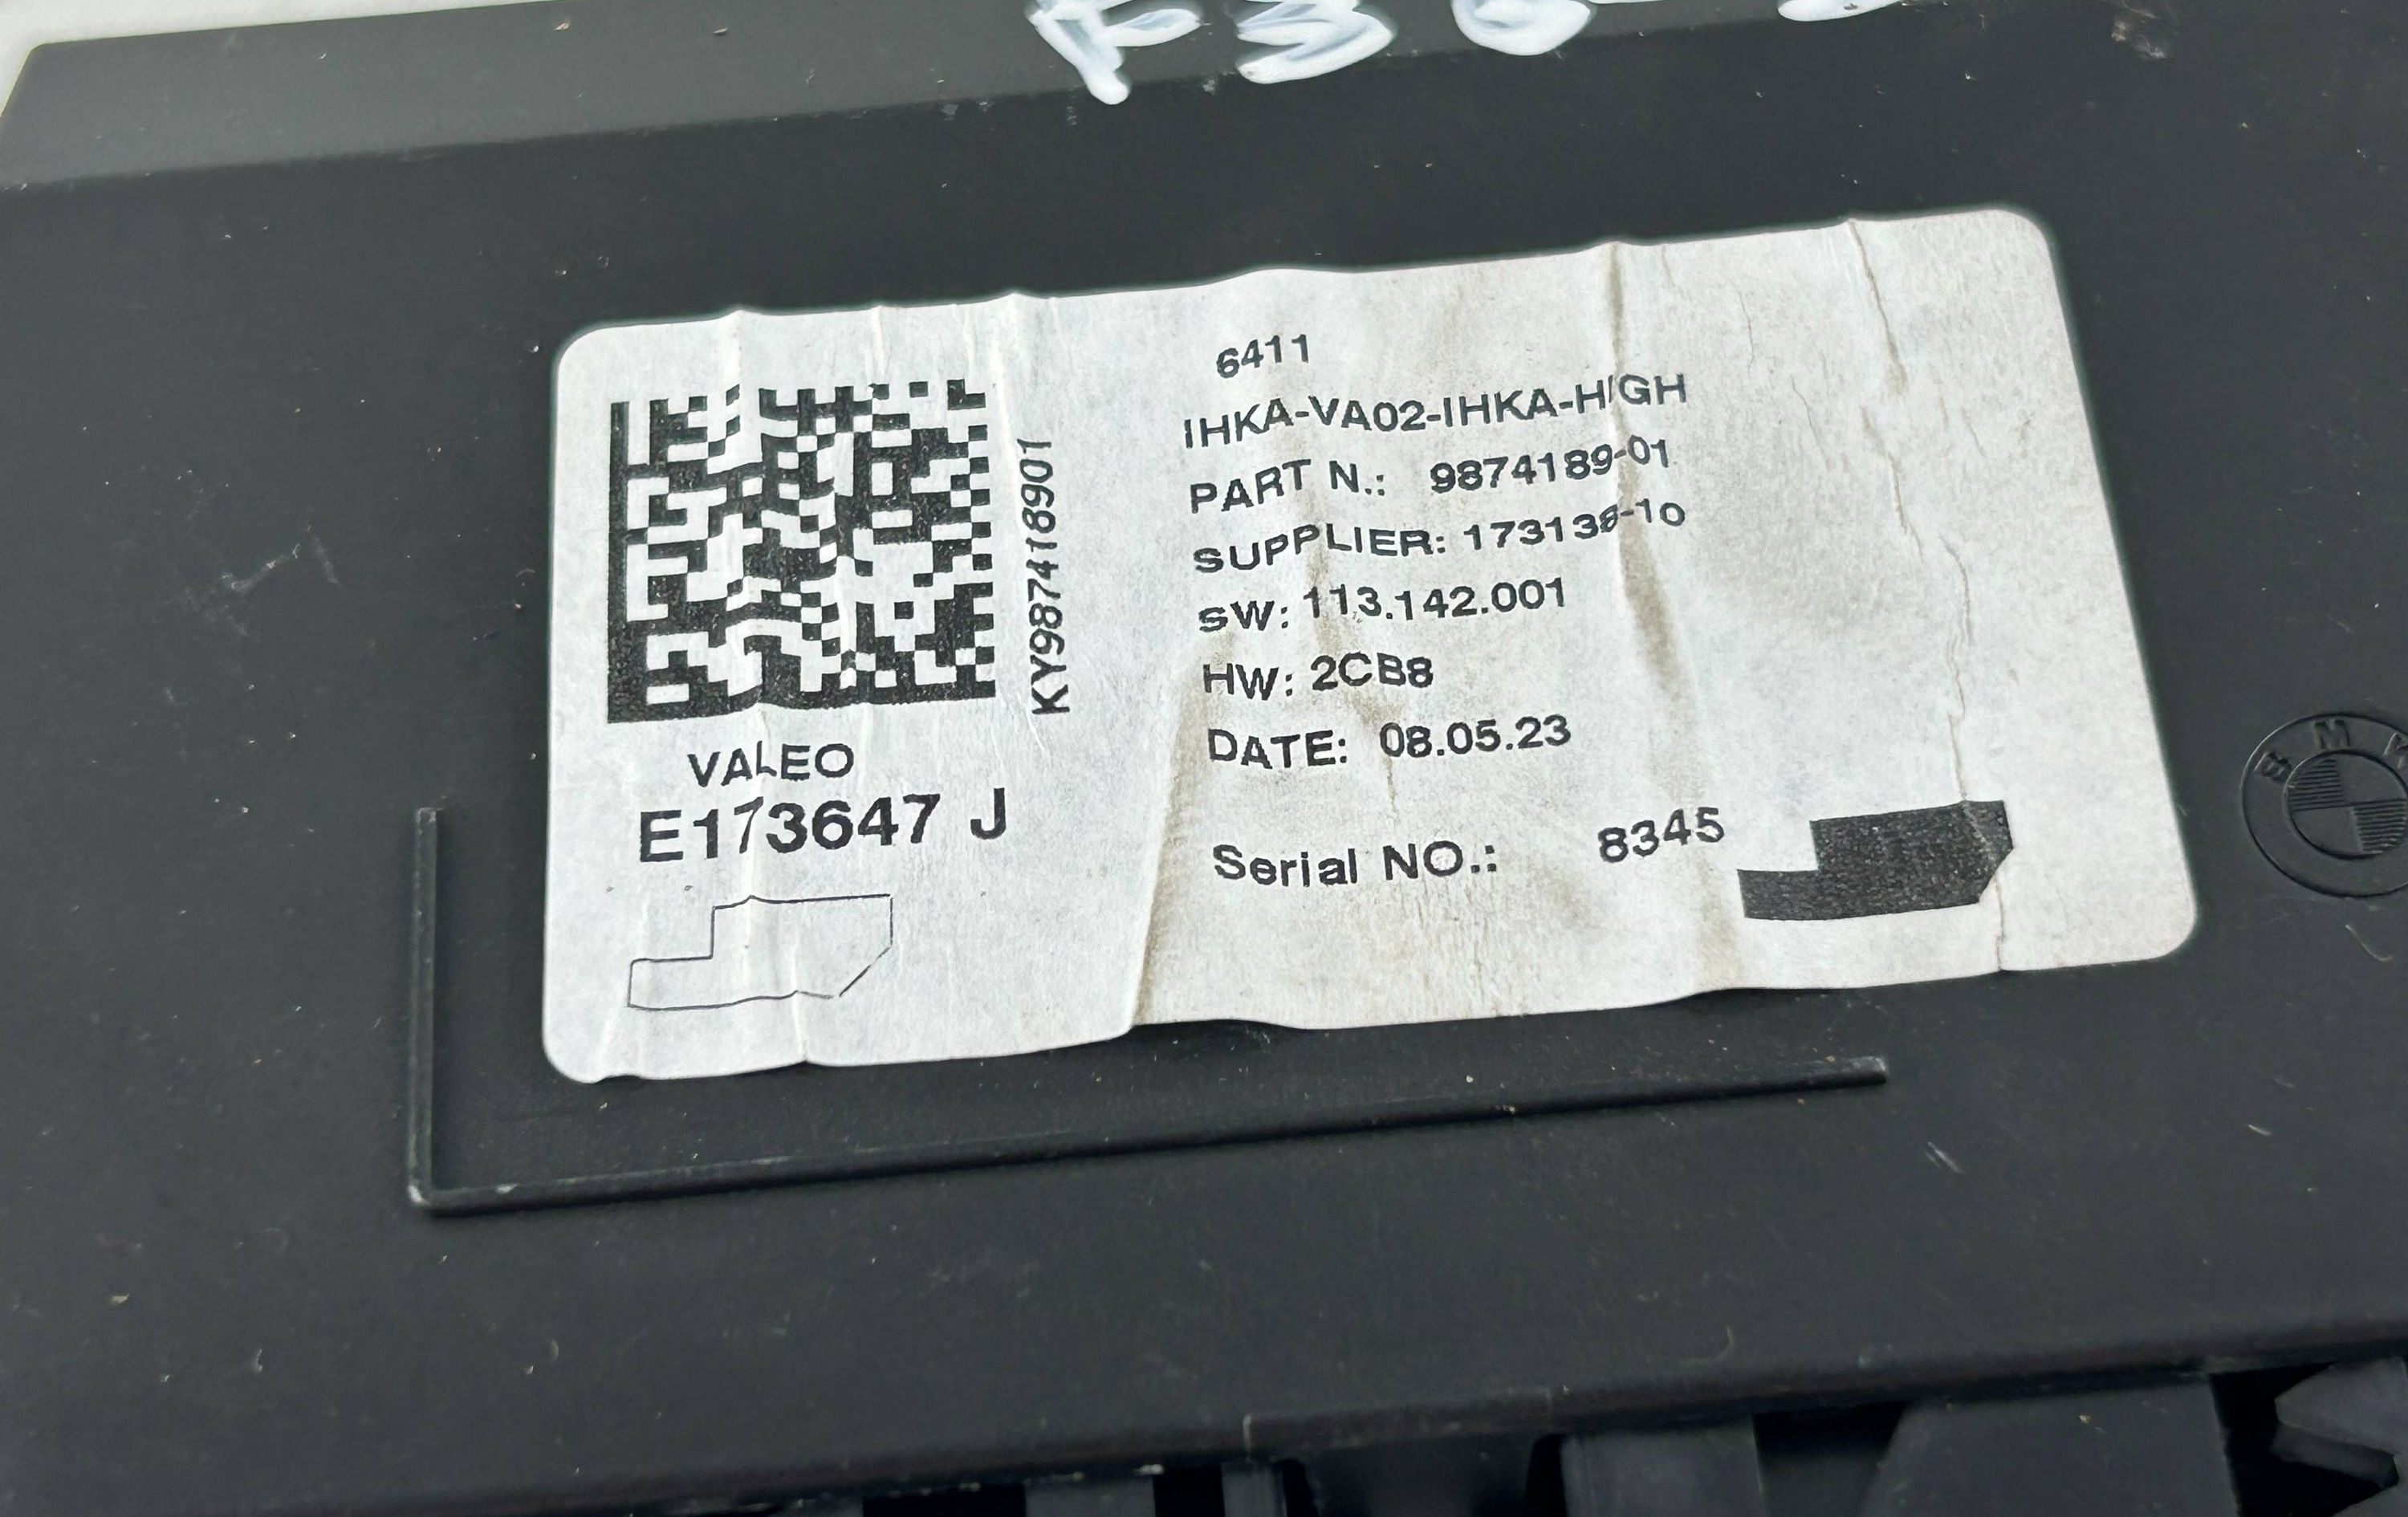 6411
IHKA-VA02-IHKA-HIGH
PART N.: 9874189-01
SUPPLIER: 173138-10
SW: 113.142.001
HW: 2CB8
DATE: 08.05.23
Serial NO.: 8345
KY987418901
VALEO
E173647 J
BMW